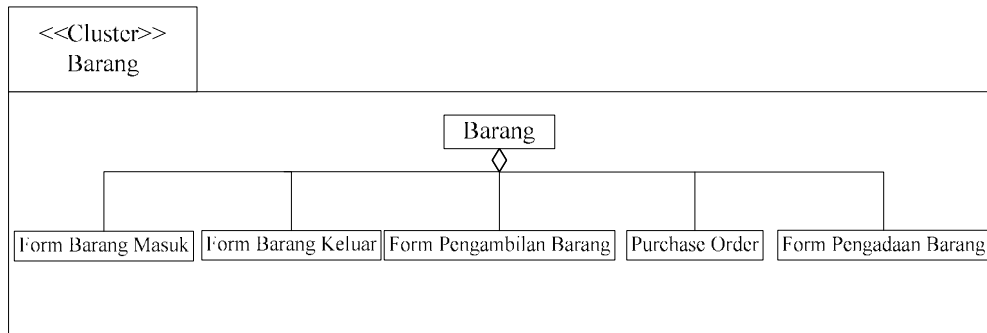 <<Cluster>>
Barang
Barang
Form Barang Masuk
Form Barang Keluar
Form Pengambilan Barang
Purchase Order
Form Pengadaan Barang